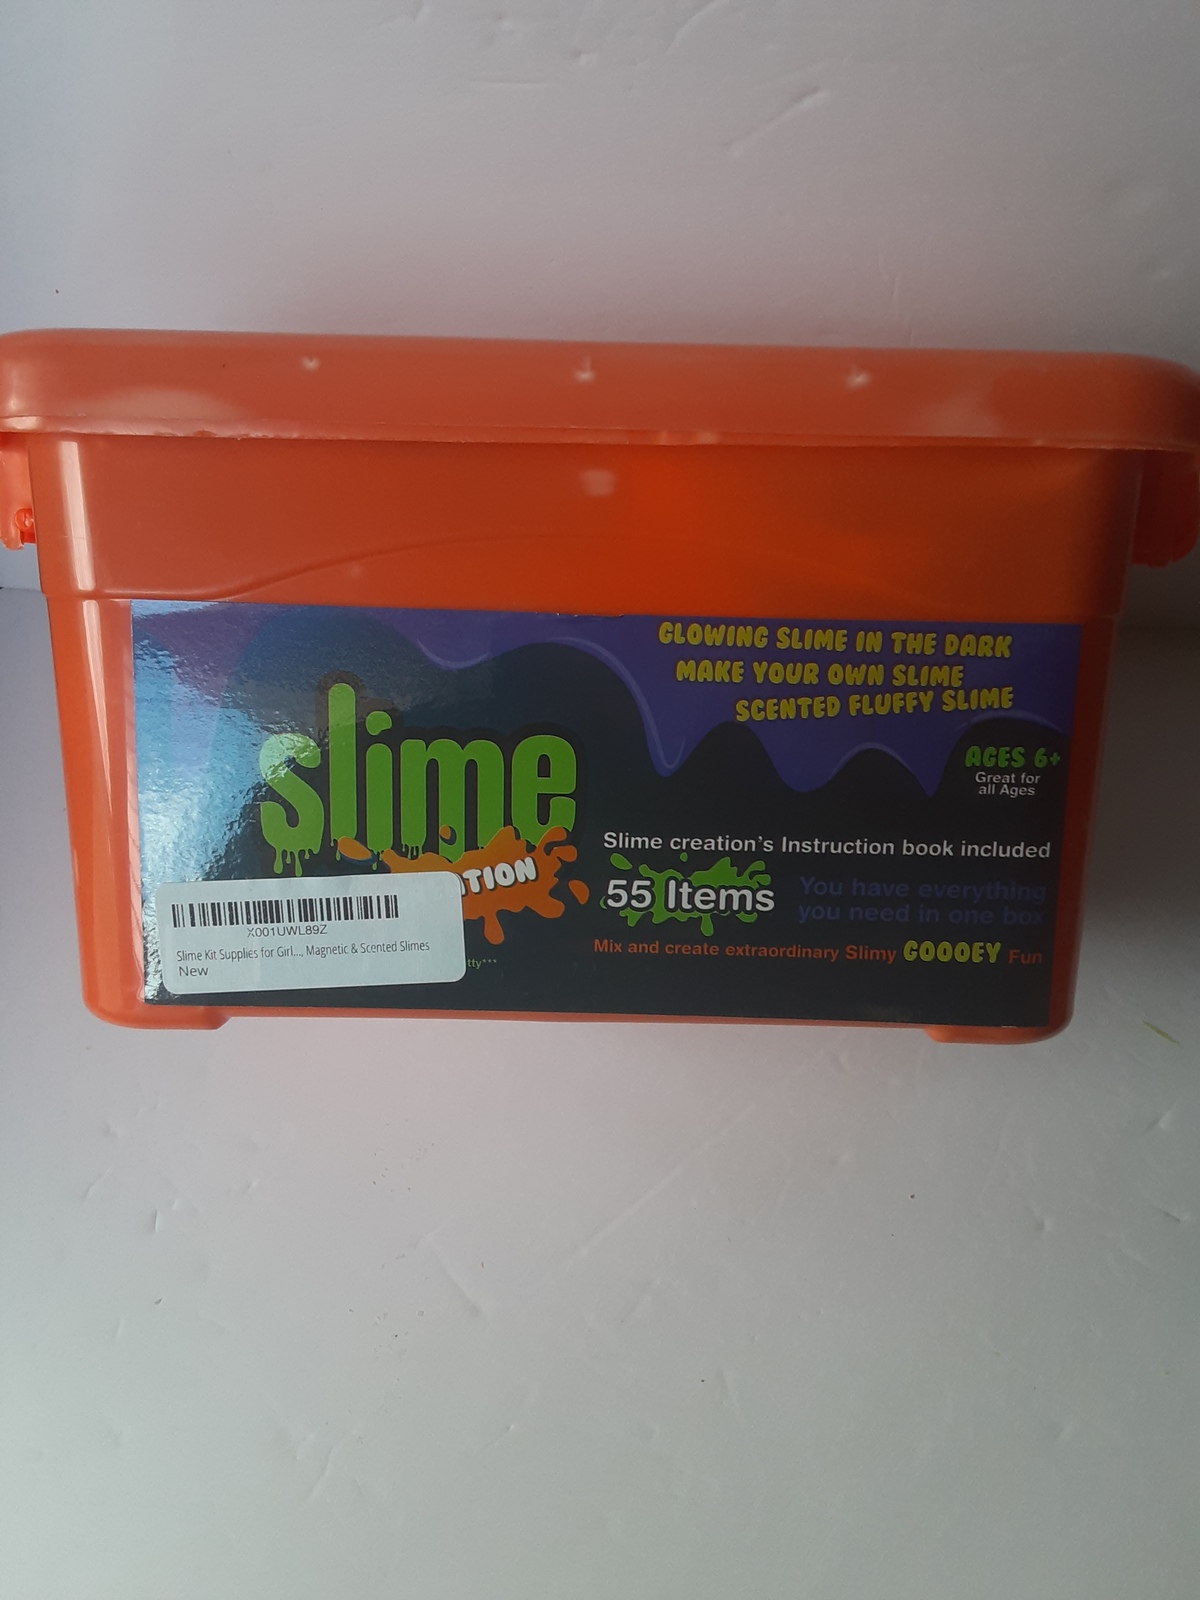 GLOWING SLIME IN THE DARK
MAKE YOUR OWN SLIME
SCENTED FLUFFY SLIME
AGES 6+
Great for
all Ages
slime
ATION
Slime creation's Instruction book included
55 Items
You have everything
you need in one box
Mix and create extraordinary Slimy GOOOEY Fun
X001UWL89Z
Slime Kit Supplies for Girl..., Magnetic & Scented Slimes
New
tty***